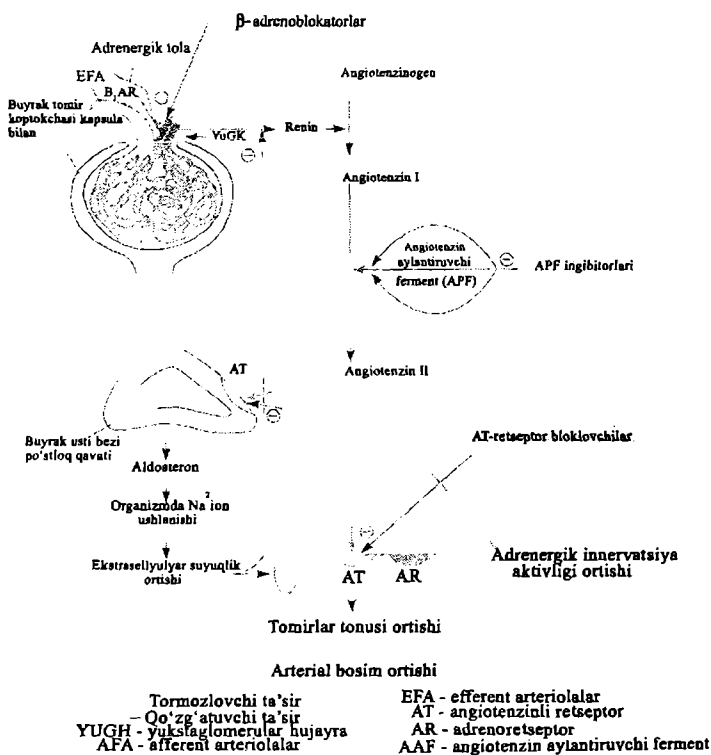 β-adrenoblokatorlar
Adrenergik tola
EFA
B₁AR
Buyrak tomir
koptokchasi kapsula
bilan
YuGK
Renin
Angiotenzinogen
Angiotenzin I
Angiotenzin
aylantiruvchi
ferment (APF)
APF ingibitorlari
Angiotenzin II
AT
Buyrak usti bezi
po'stloq qavati
Aldosteron
Organizmda Na²ion
ushlanishi
Ekstrasellyulyar suyuqlik
ortishi
AT-retseptor bloklovchilar
AT
AR
Adrenergik innervatsiya
aktivligi ortishi
Tomirlar tonusi ortishi
Arterial bosim ortishi
Tormozlovchi ta'sir
Qo'zg'atuvchi ta'sir
YUGH - yukstaglomerular hujayra
AFA - afferent arteriolalar
EFA - efferent arteriolalar
AT - angiotenzinli retseptor
AR - adrenoretseptor
AAF - angiotenzin aylantiruvchi ferment